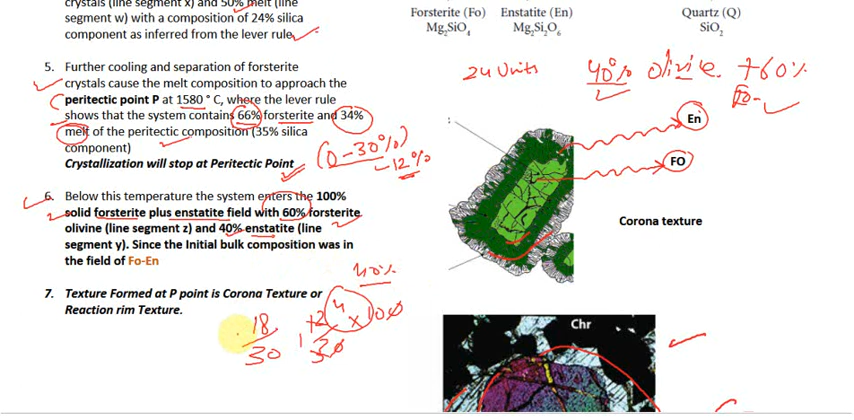 crystals (line segment x) and 50% melt (line
segment w) with a composition of 24% silica
component as inferred from the lever rule
5. Further cooling and separation of forsterite
crystals cause the melt composition to approach the
peritectic point P at 1580 ° C, where the lever rule
shows that the system contains 66% forsterite and 34%
melt of the peritectic composition (35% silica
component)
Crystallization will stop at Peritectic Point
(0-30%)
-12%
6. Below this temperature the system enters the 100%
solid forsterite plus enstatite field with 60% forsterite
olivine (line segment z) and 40% enstatite (line
segment y). Since the Initial bulk composition was in
the field of Fo-En
7. Texture Formed at P point is Corona Texture or
Reaction rim Texture.
40%
18
30
12 4 x 100
30
Forsterite (Fo) Enstatite (En) Quartz (Q)
Mg₂SiO₄ Mg₂Si₂O₆ SiO₂
24 Units 40% +60%
En
FO
Corona texture
Chr